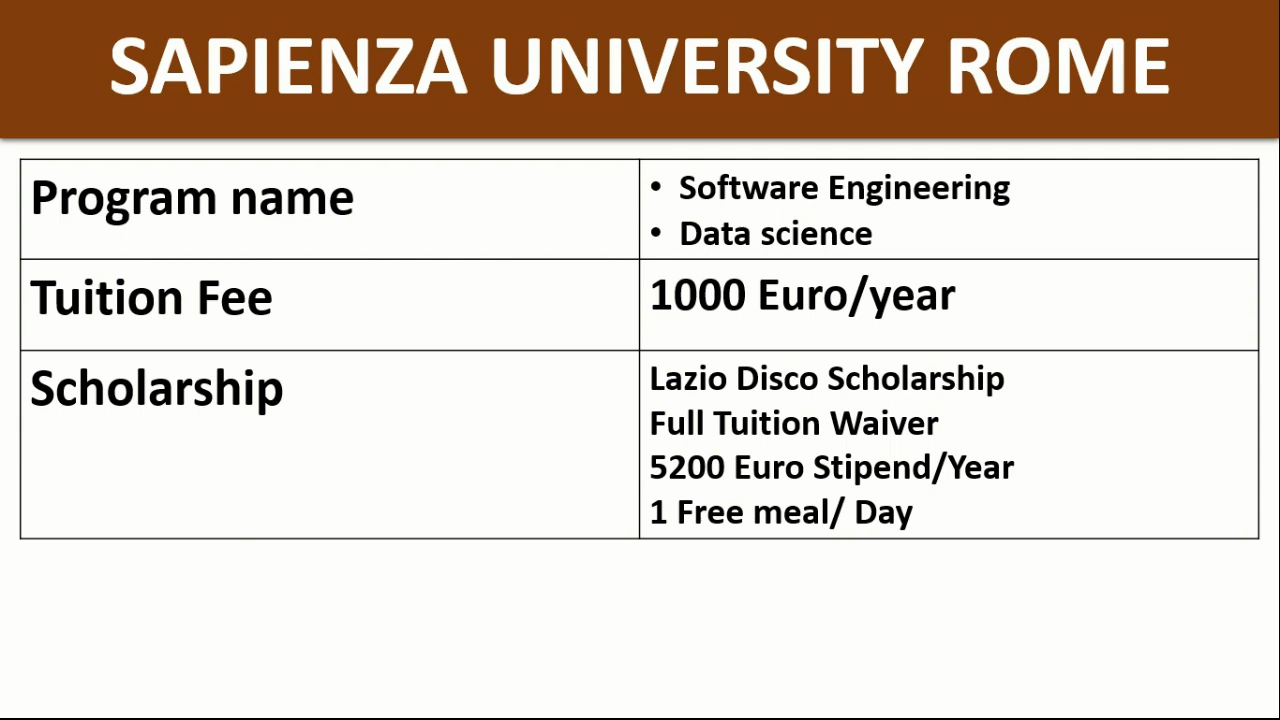 SAPIENZA UNIVERSITY ROME
Program name
• Software Engineering
• Data science
Tuition Fee
1000 Euro/year
Scholarship
Lazio Disco Scholarship
Full Tuition Waiver
5200 Euro Stipend/Year
1 Free meal/ Day